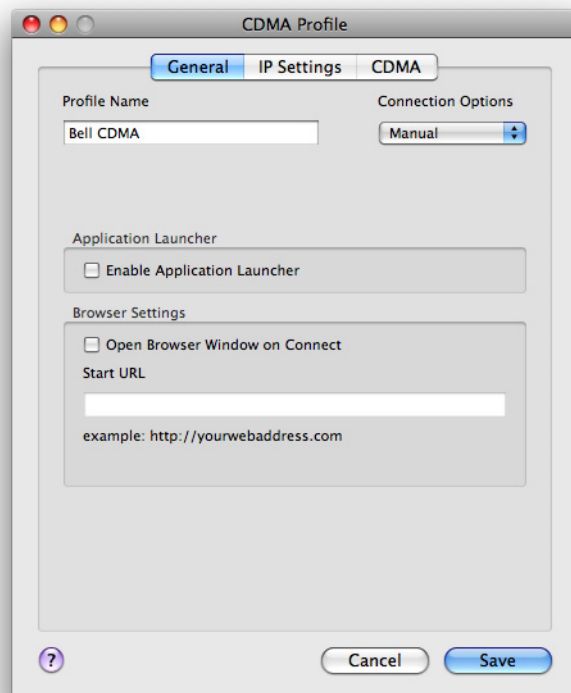 CDMA Profile
General IP Settings CDMA
Profile Name Connection Options
Bell CDMA Manual
Application Launcher
Enable Application Launcher
Browser Settings
Open Browser Window on Connect
Start URL
example: http://yourwebaddress.com
? Cancel Save